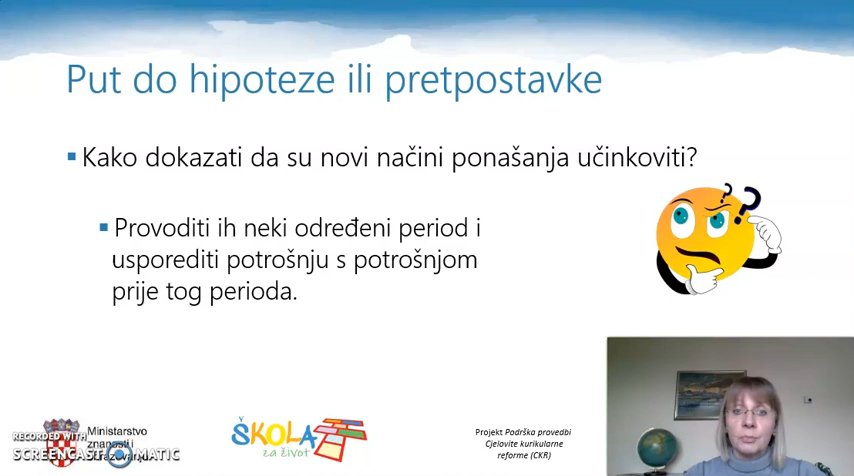 Put do hipoteze ili pretpostavke
Kako dokazati da su novi načini ponašanja učinkoviti?
Provoditi ih neki određeni period i
usporediti potrošnju s potrošnjom
prije tog perioda.
Ministarstvo
znanosti i
RECORDED WITH
SCREENCAST MATIC
ŠKOLA
za život
Projekt Podrška provedbi
Cjelovite kurikularne
reforme (CKR)